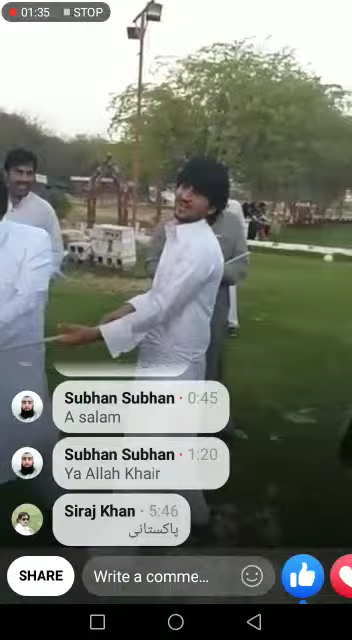 01:35 STOP
Subhan Subhan • 0:45
A salam
Subhan Subhan • 1:20
Ya Allah Khair
Siraj Khan • 5:46
پاکستانی
SHARE Write a comme...